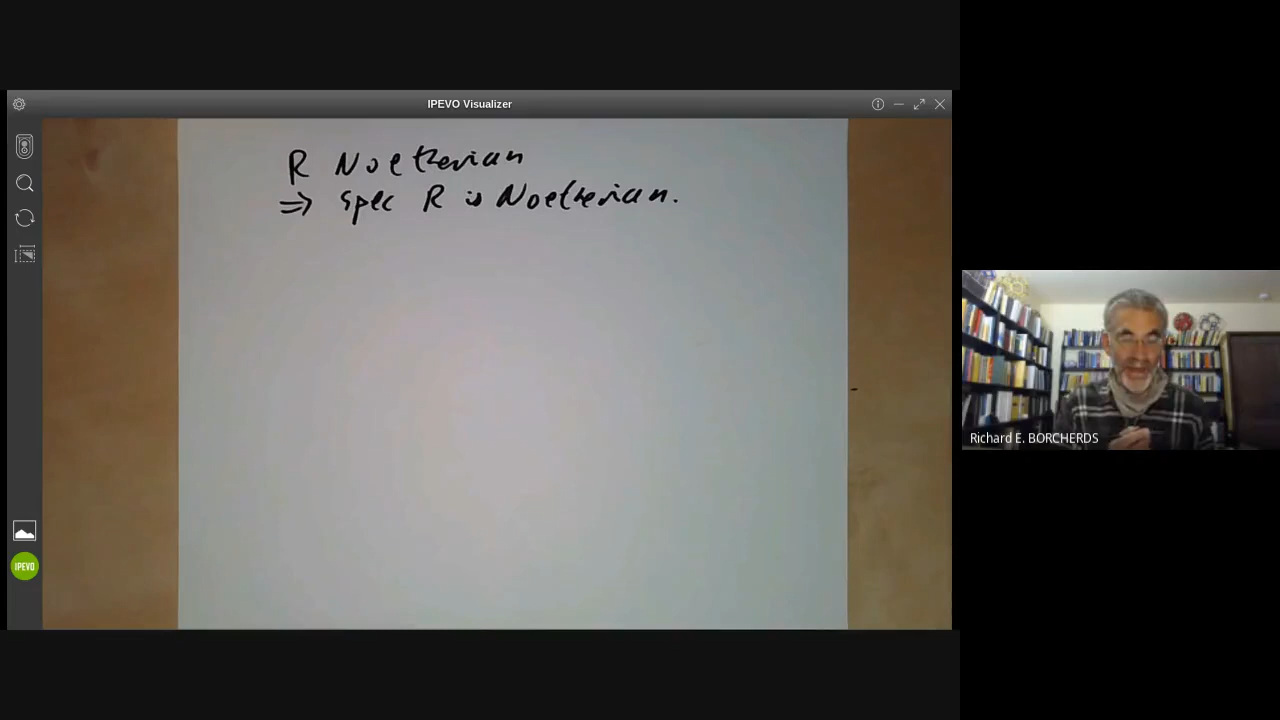 IPEVO Visualizer
R Noetherian
⇒ spec R is Noetherian.
IPEVO
Richard E. BORCHERDS